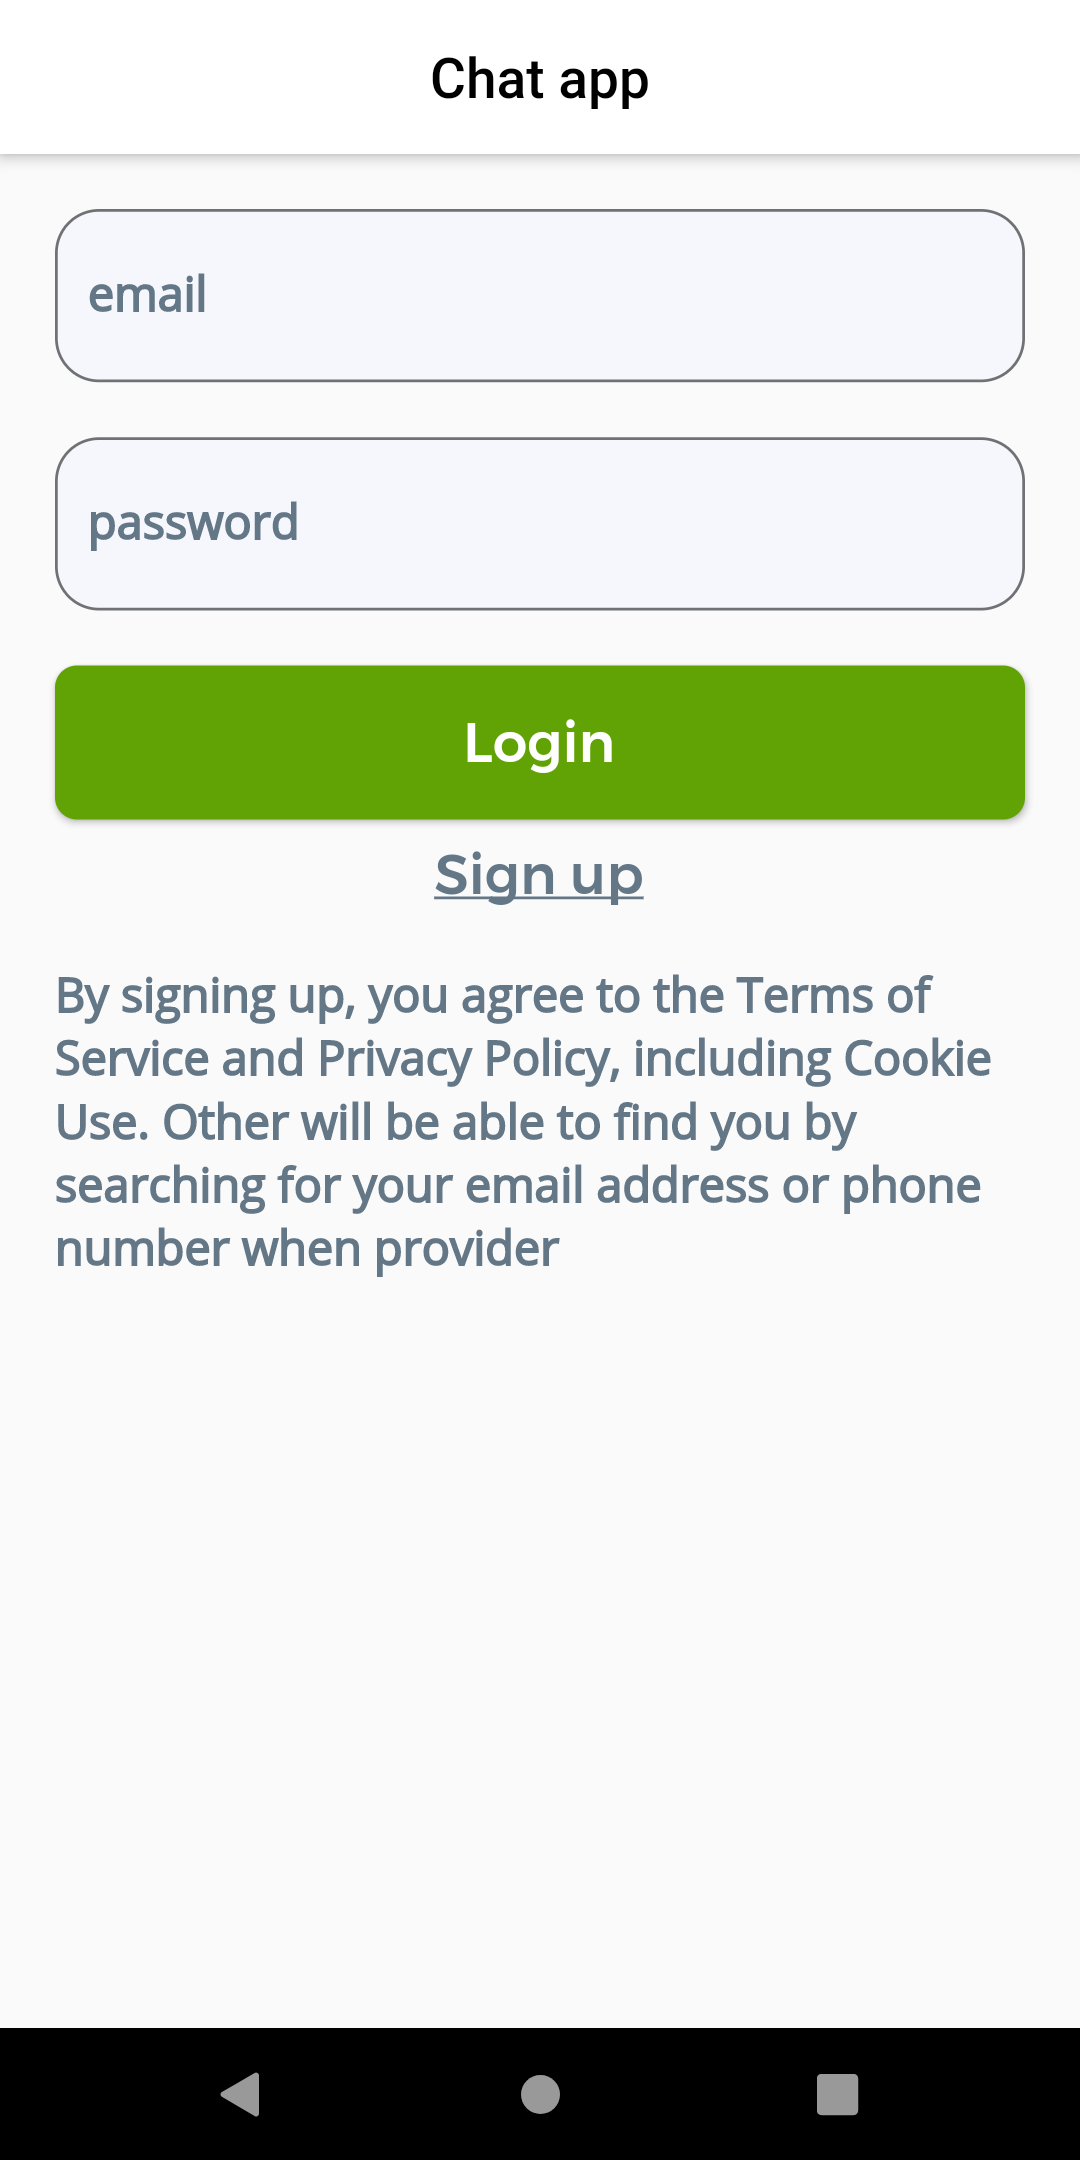 Chat app
email
password
Login
Sign up
By signing up, you agree to the Terms of
Service and Privacy Policy, including Cookie
Use. Other will be able to find you by
searching for your email address or phone
number when provider